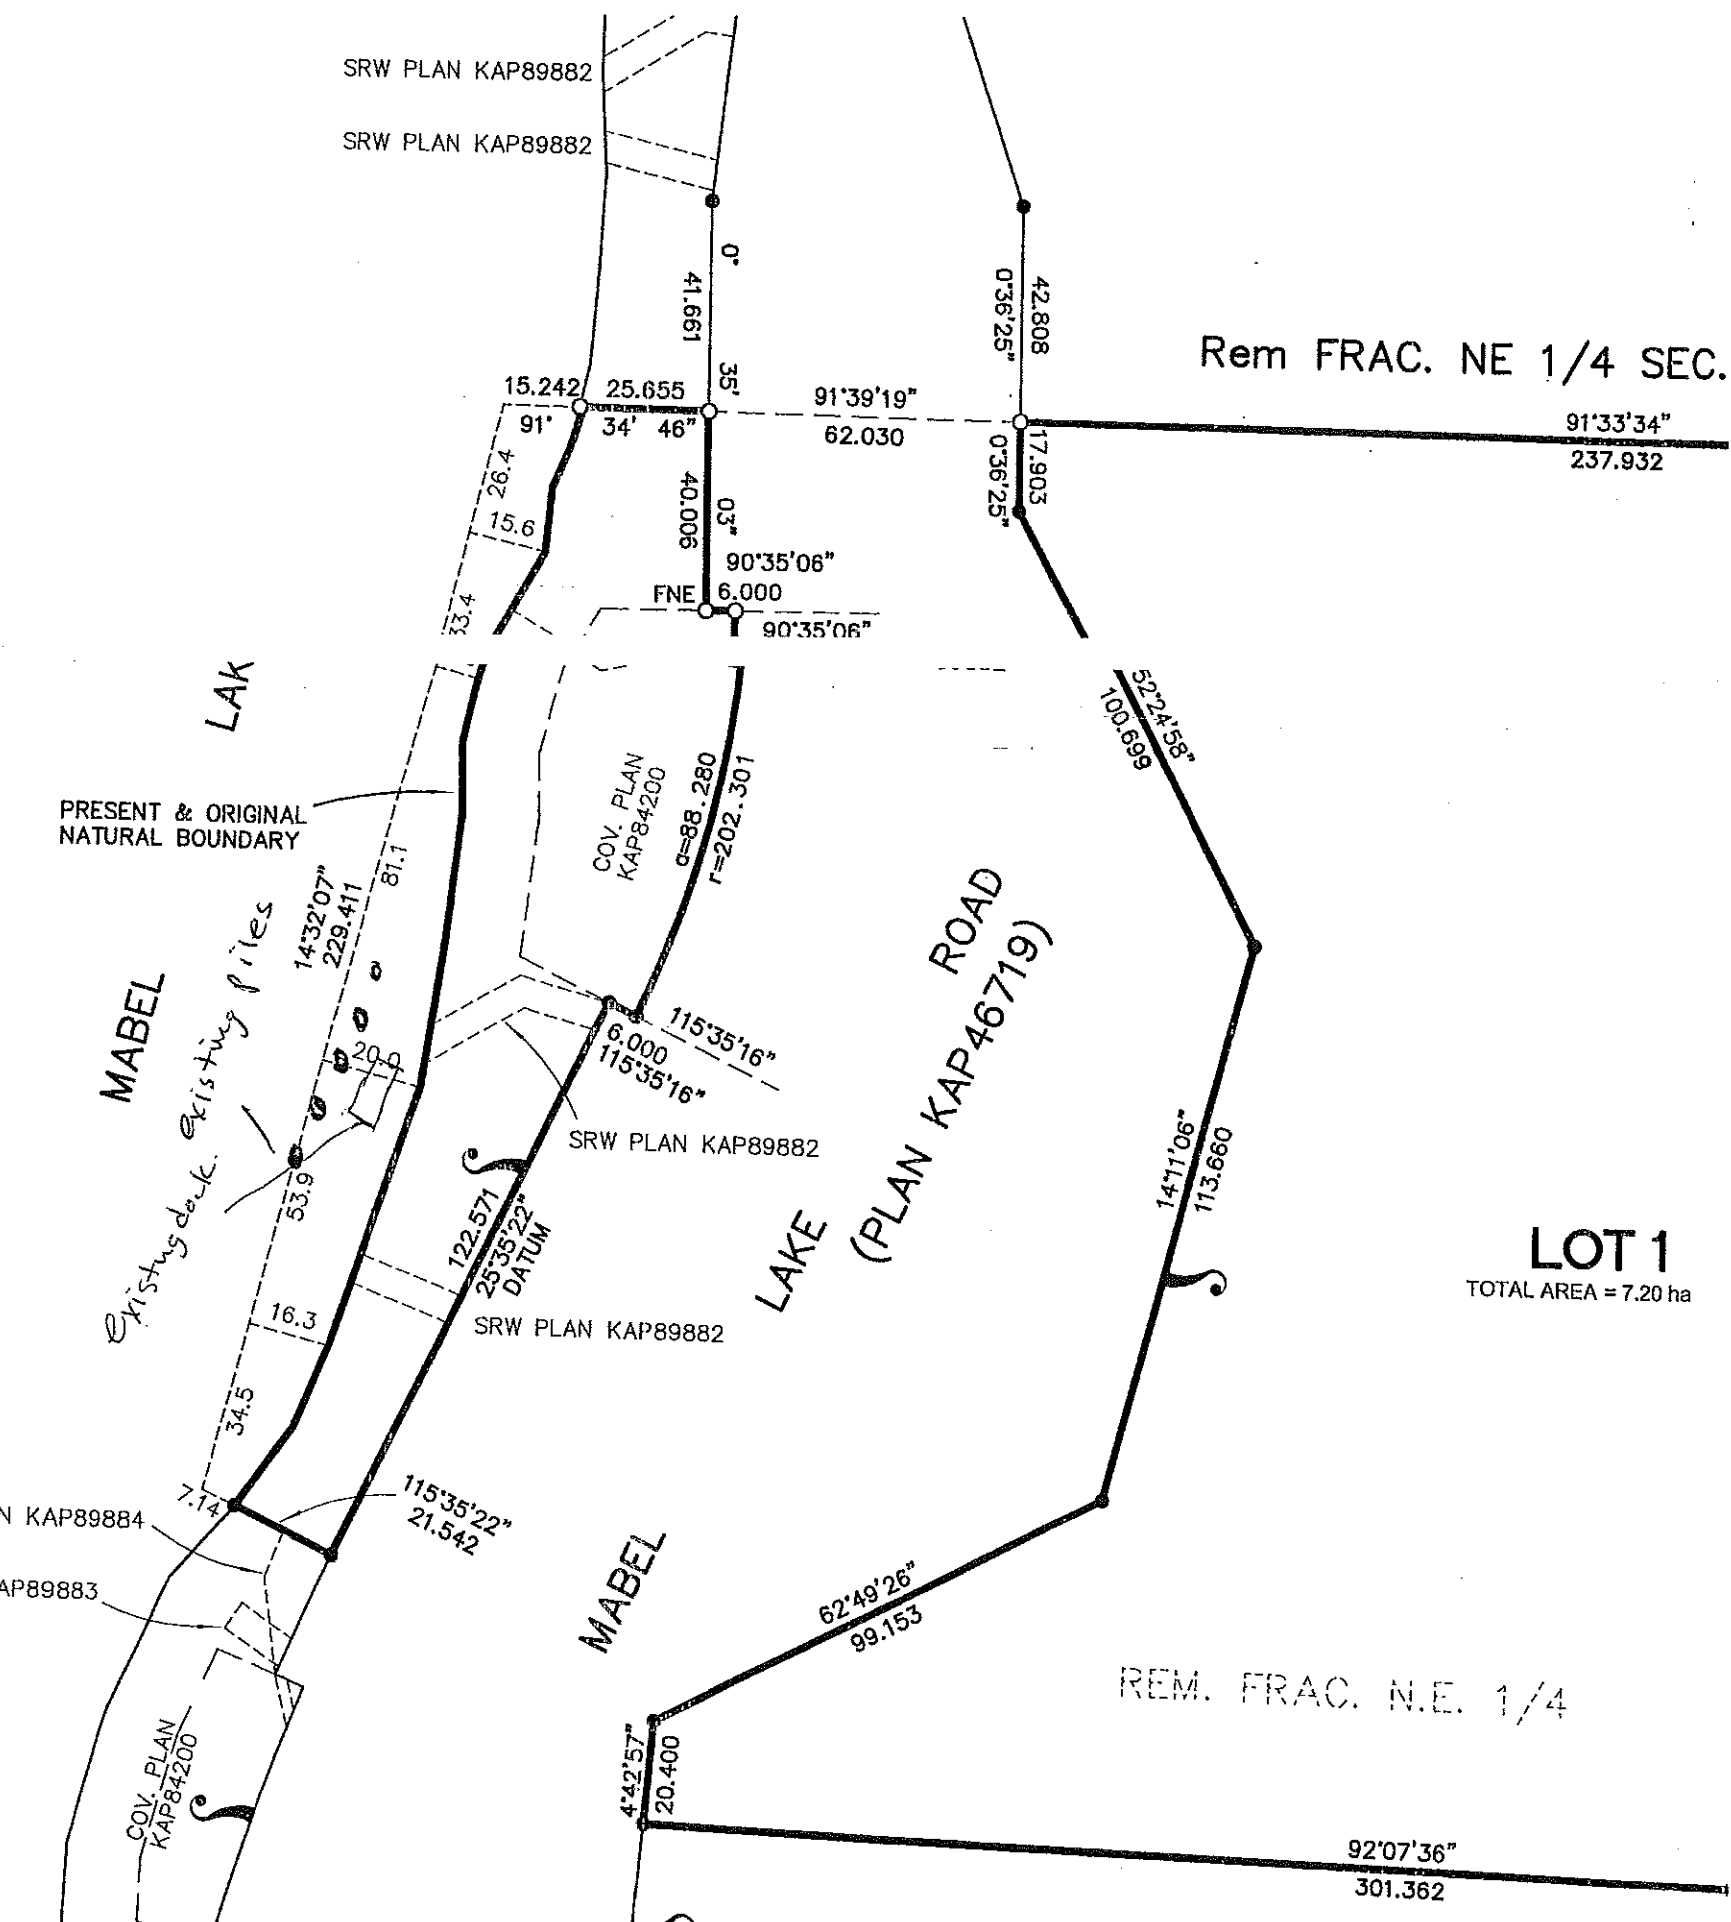 SRW PLAN KAP89882
SRW PLAN KAP89882
0°
41.661
35'
42.808
0°36'25"
Rem FRAC. NE 1/4 SEC.
15.242
25.655
91°
34'
46"
91°39'19"
62.030
91°33'34"
237.932
17.903
0°36'25"
26.4
15.6
40.006
03"
90°35'06"
FNE
6.000
90°35'06"
33.4
LAK
52°24'58"
100.699
PRESENT & ORIGINAL
NATURAL BOUNDARY
COV. PLAN
KAP84200
a=88.280
r=202.301
81.1
14°32'07"
229.411
existing piles
MABEL
ROAD
(PLAN KAP46719)
20.0
6.000
115°35'16"
115°35'16"
SRW PLAN KAP89882
existing dock.
53.9
122.571
25°35'22"
DATUM
14°11'06"
113.660
LAKE
LOT 1
TOTAL AREA = 7.20 ha
16.3
SRW PLAN KAP89882
34.5
7.14
115°35'22"
21.542
N KAP89884
AP89883
MABEL
62°49'26"
99.153
REM. FRAC. N.E. 1/4
COV. PLAN
KAP84200
4°42'57"
20.400
92°07'36"
301.362